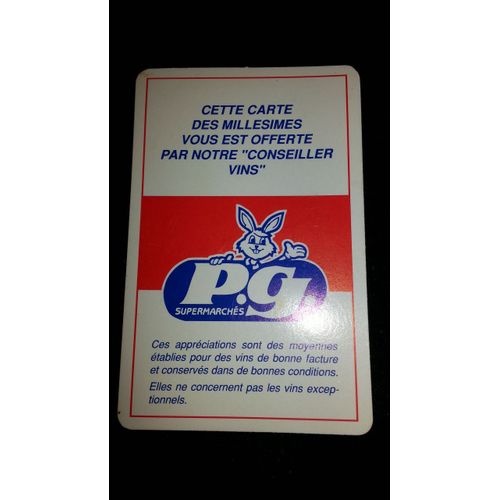 CETTE CARTE
DES MILLESIMES
VOUS EST OFFERTE
PAR NOTRE "CONSEILLER
VINS"
P.g
SUPERMARCHÉS
Ces appréciations sont des moyennes
établies pour des vins de bonne facture
et conservés dans de bonnes conditions.
Elles ne concernent pas les vins excep-
tionnels.